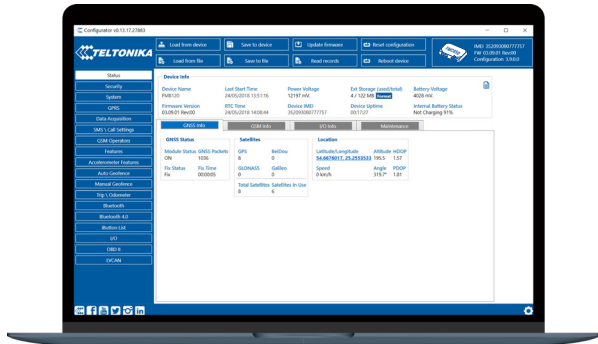 Configurator v0.13.17.27883
TELTONIKA
Load from device
Save to device
Update firmware
Reset configuration
Load from file
Save to file
Read records
Reboot device
IMEI 352093080777757
FW 03.09.01 Rev:00
Configuration 3.9.0.0
Status
Security
System
GPRS
Data Acquisition
SMS \ Call Settings
GSM Operators
Features
Accelerometer Features
Auto Geofence
Manual Geofence
Trip \ Odometer
Bluetooth
Bluetooth 4.0
iButton List
I/O
OBD II
LVCAN
Device Info
Device Name
FMB120
Last Start Time
24/05/2018 13:51:16
Power Voltage
12197 mV.
Ext Storage (used/total)
4 / 122 MB Format
Battery Voltage
4028 mV.
Firmware Version
03.09.01 Rev:00
RTC Time
24/05/2018 14:08:44
Device IMEI
352093080777757
Device Uptime
00:17:27
Internal Battery Status
Not Charging 91%
GNSS Info
GSM Info
I/O Info
Maintenance
GNSS Status
Module Status GNSS Packets
ON 1036
Fix Status Fix Time
Fix 00:00:05
Satellites
GPS BeiDou
8 0
GLONASS Galileo
0 0
Total Satellites Satellites in Use
8 6
Location
Latitude/Longitude Altitude HDOP
54.6678017, 25.2553533 195.5 1.57
Speed Angle PDOP
0 km/h 319.7° 1.81